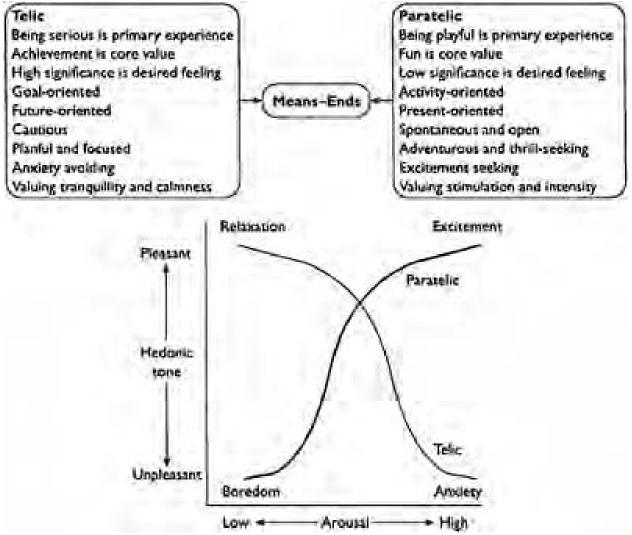 Telic
Being serious is primary experience
Achievement is core value
High significance is desired feeling
Goal-oriented
Future-oriented
Cautious
Planful and focused
Anxiety avoiding
Valuing tranquillity and calmness
Means–Ends
Paratelic
Being playful is primary experience
Fun is core value
Low significance is desired feeling
Activity-oriented
Present-oriented
Spontaneous and open
Adventurous and thrill-seeking
Excitement seeking
Valuing stimulation and intensity
Relaxation
Excitement
Pleasant
Paratelic
Hedonic
tone
Telic
Unpleasant
Boredom
Anxiety
Low
Arousal
High